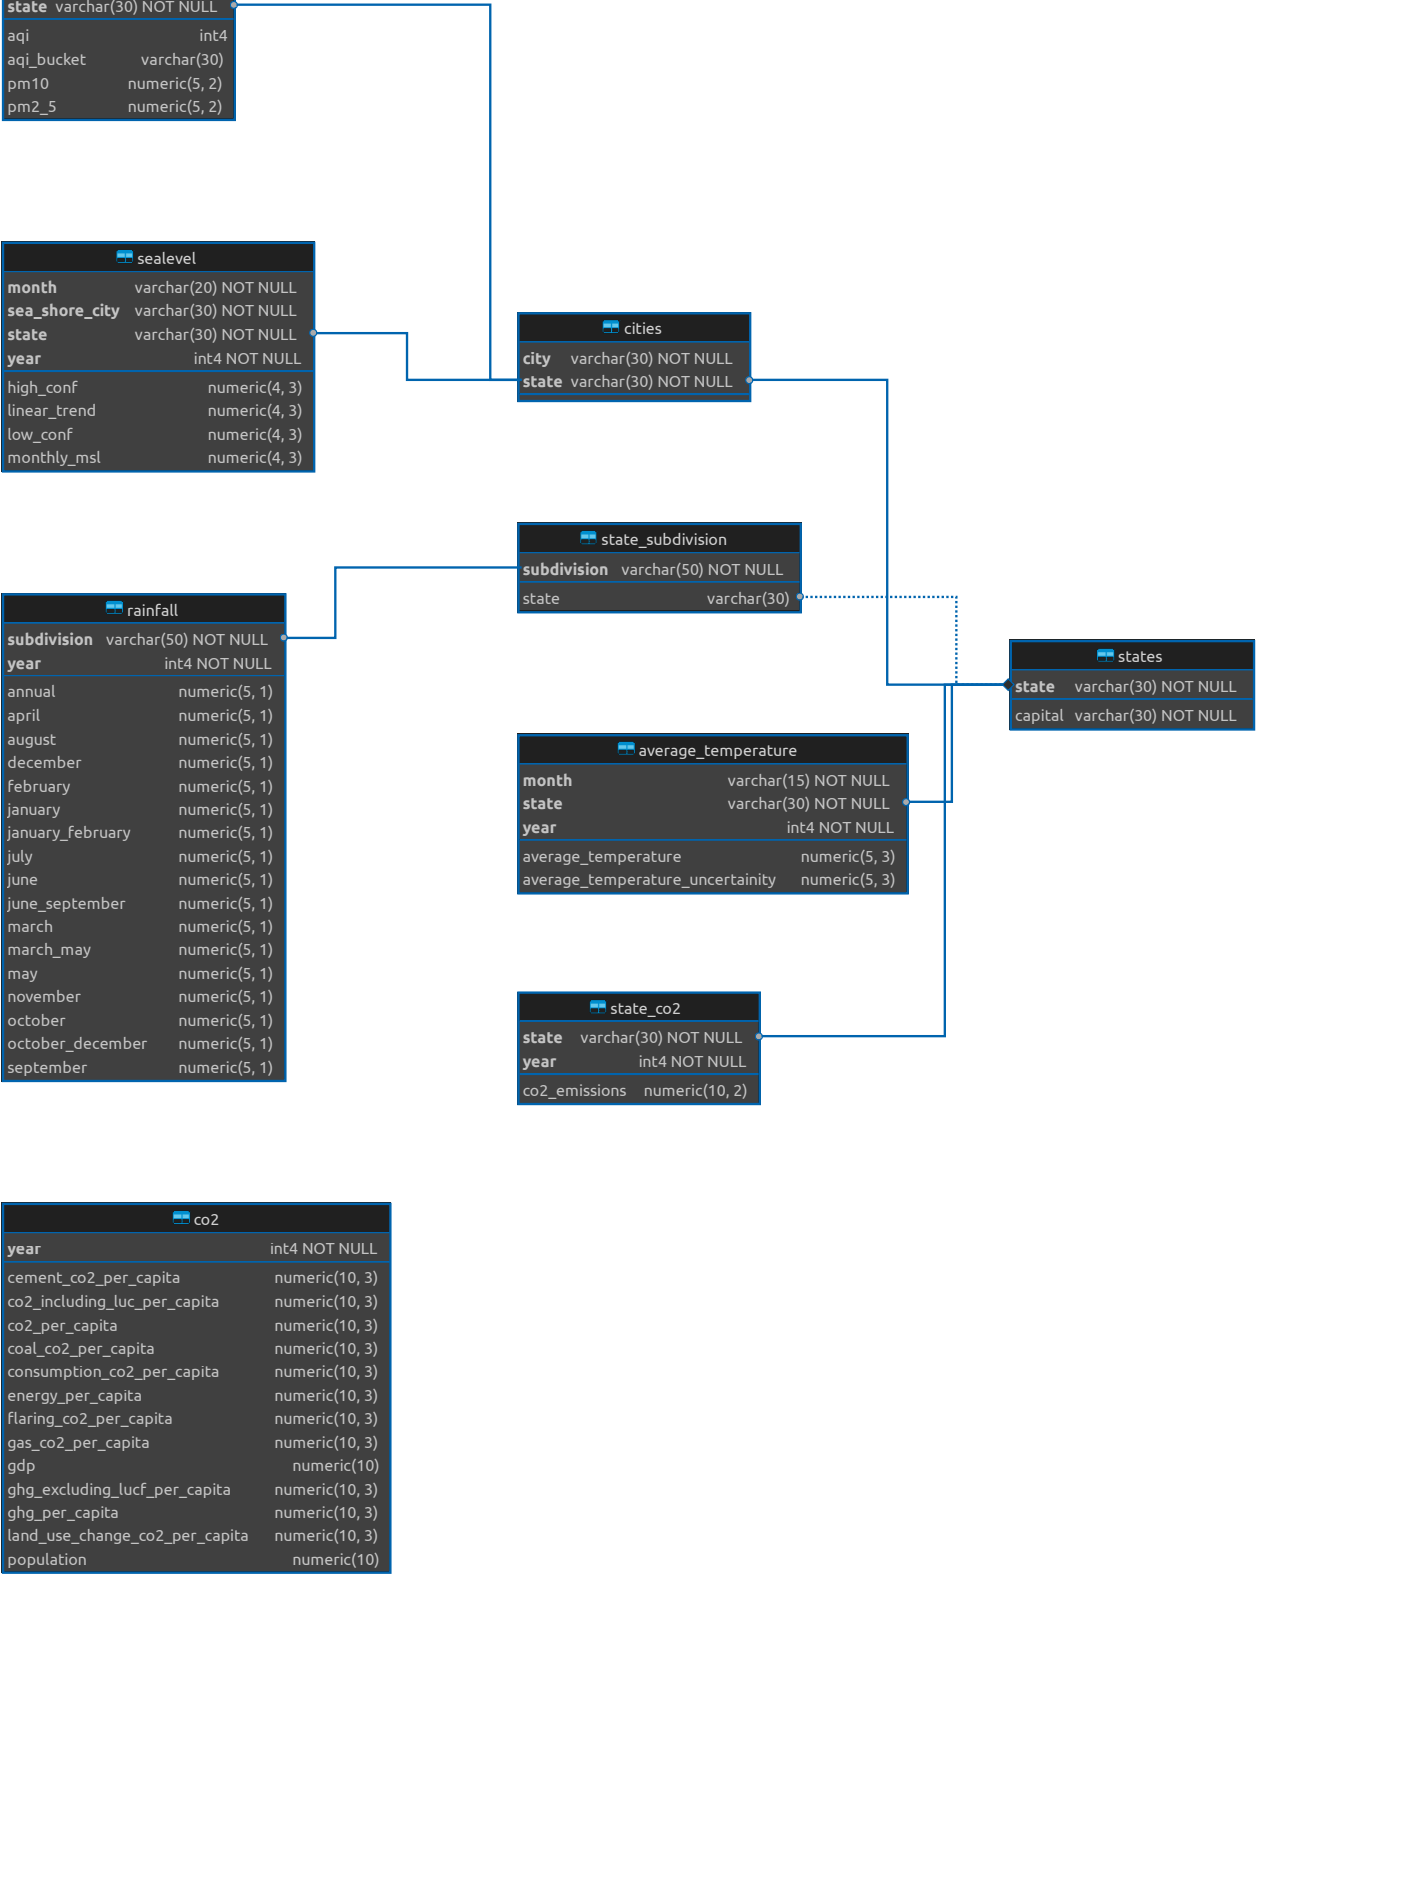 state varchar(30) NOT NULL
aqi int4
aqi_bucket varchar(30)
pm10 numeric(5, 2)
pm2_5 numeric(5, 2)
sealevel
month varchar(20) NOT NULL
sea_shore_city varchar(30) NOT NULL
state varchar(30) NOT NULL
year int4 NOT NULL
high_conf numeric(4, 3)
linear_trend numeric(4, 3)
low_conf numeric(4, 3)
monthly_msl numeric(4, 3)
cities
city varchar(30) NOT NULL
state varchar(30) NOT NULL
state_subdivision
subdivision varchar(50) NOT NULL
state varchar(30)
rainfall
subdivision varchar(50) NOT NULL
year int4 NOT NULL
annual numeric(5, 1)
april numeric(5, 1)
august numeric(5, 1)
december numeric(5, 1)
february numeric(5, 1)
january numeric(5, 1)
january_february numeric(5, 1)
july numeric(5, 1)
june numeric(5, 1)
june_september numeric(5, 1)
march numeric(5, 1)
march_may numeric(5, 1)
may numeric(5, 1)
november numeric(5, 1)
october numeric(5, 1)
october_december numeric(5, 1)
september numeric(5, 1)
states
state varchar(30) NOT NULL
capital varchar(30) NOT NULL
average_temperature
month varchar(15) NOT NULL
state varchar(30) NOT NULL
year int4 NOT NULL
average_temperature numeric(5, 3)
average_temperature_uncertainity numeric(5, 3)
state_co2
state varchar(30) NOT NULL
year int4 NOT NULL
co2_emissions numeric(10, 2)
co2
year int4 NOT NULL
cement_co2_per_capita numeric(10, 3)
co2_including_luc_per_capita numeric(10, 3)
co2_per_capita numeric(10, 3)
coal_co2_per_capita numeric(10, 3)
consumption_co2_per_capita numeric(10, 3)
energy_per_capita numeric(10, 3)
flaring_co2_per_capita numeric(10, 3)
gas_co2_per_capita numeric(10, 3)
gdp numeric(10)
ghg_excluding_lucf_per_capita numeric(10, 3)
ghg_per_capita numeric(10, 3)
land_use_change_co2_per_capita numeric(10, 3)
population numeric(10)